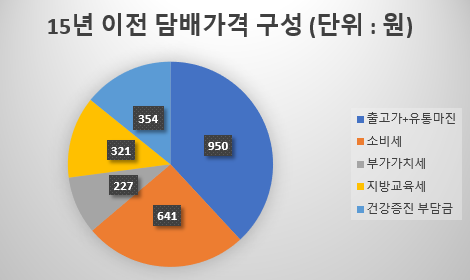 15년 이전 담배가격 구성 (단위 : 원)
354
950
321
227
641
출고가+유통마진
소비세
부가가치세
지방교육세
건강증진 부담금